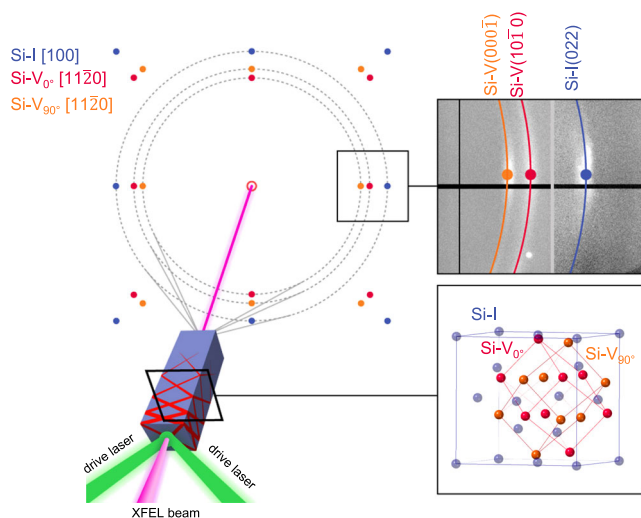 Si-I [100]
Si-V₀° [112̄0]
Si-V₉₀° [112̄0]
Si-V(0001̄)
Si-V(101̄0)
Si-I(022)
Si-I
Si-V₀°
Si-V₉₀°
drive laser
drive laser
XFEL beam